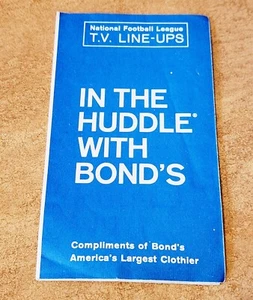 National Football League
T.V. LINE-UPS
IN THE
HUDDLE*
WITH
BOND'S
Compliments of Bond's
America's Largest Clothier